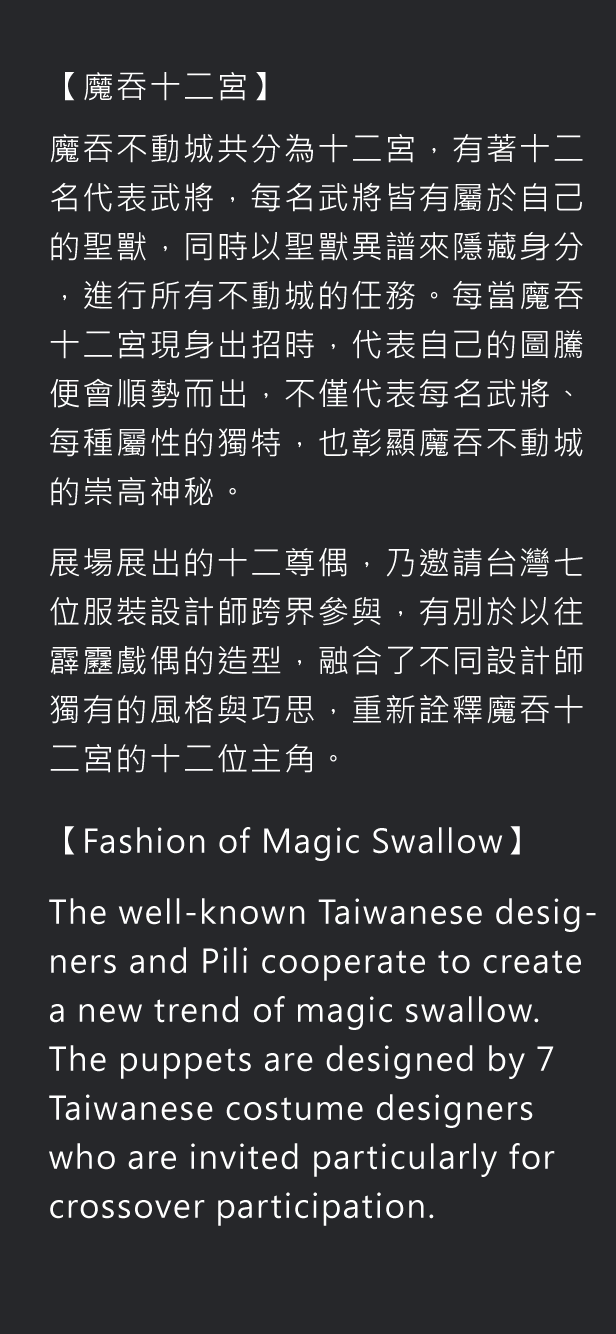 【魔吞十二宮】
魔吞不動城共分為十二宮，有著十二
名代表武將，每名武將皆有屬於自己
的聖獸，同時以聖獸異譜來隱藏身分
，進行所有不動城的任務。每當魔吞
十二宮現身出招時，代表自己的圖騰
便會順勢而出，不僅代表每名武將、
每種屬性的獨特，也彰顯魔吞不動城
的崇高神秘。
展場展出的十二尊偶，乃邀請台灣七
位服裝設計師跨界參與，有別於以往
霹靂戲偶的造型，融合了不同設計師
獨有的風格與巧思，重新詮釋魔吞十
二宮的十二位主角。
【Fashion of Magic Swallow】
The well-known Taiwanese desig-
ners and Pili cooperate to create
a new trend of magic swallow.
The puppets are designed by 7
Taiwanese costume designers
who are invited particularly for
crossover participation.